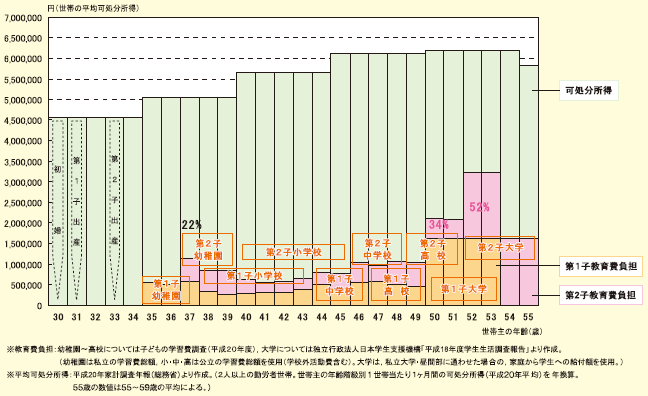 円(世帯の平均可処分所得)
7,000,000
6,500,000
6,000,000
5,500,000
5,000,000
4,500,000
4,000,000
3,500,000
3,000,000
2,500,000
2,000,000
1,500,000
1,000,000
500,000
0
初婚
第1子出産
第2子出産
22%
34%
52%
第2子
幼稚園
第2子小学校
第2子
中学校
第2子
高 校
第2子大学
第1子
幼稚園
第1子小学校
第1子
中学校
第1子
高 校
第1子大学
可処分所得
第1子教育費負担
第2子教育費負担
30 31 32 33 34 35 36 37 38 39 40 41 42 43 44 45 46 47 48 49 50 51 52 53 54 55
世帯主の年齢(歳)
※教育費負担:幼稚園~高校については子どもの学習費調査(平成20年度)、大学については独立行政法人日本学生支援機構「平成18年度学生生活調査報告」より作成。
(幼稚園は私立の学習費総額、小・中・高は公立の学習費総額を使用(学校外活動費含む)。大学は、私立大学・昼間部に通わせた場合の、家庭から学生への給付額を使用。)
※平均可処分所得:平成20年家計調査年報(総務省)より作成。(2人以上の勤労者世帯。世帯主の年齢階級別1世帯当たり1ヶ月間の可処分所得(平成20年平均)を年換算。
55歳の数値は55~59歳の平均による。)